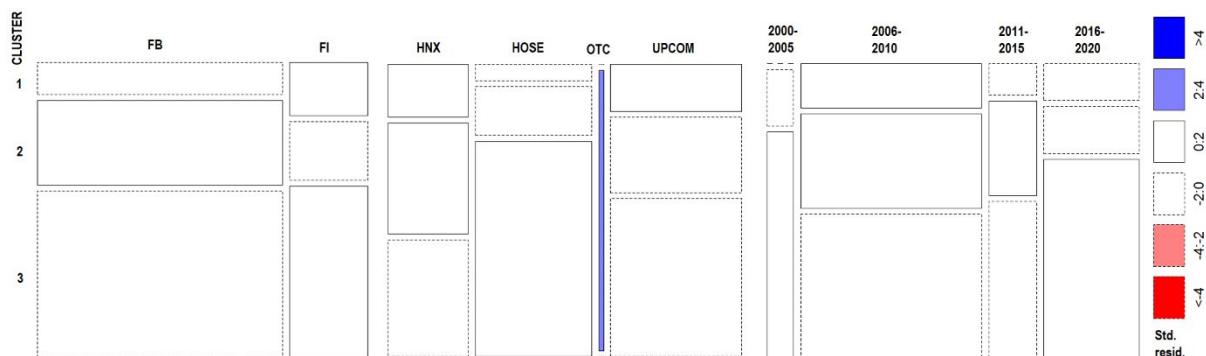 CLUSTER
FB
FI
HNX
HOSE
OTC
UPCOM
2000-
2005
2006-
2010
2011-
2015
2016-
2020
1
2
3
>4
2:4
0:2
-2:0
-4:-2
<-4
Std.
resid.